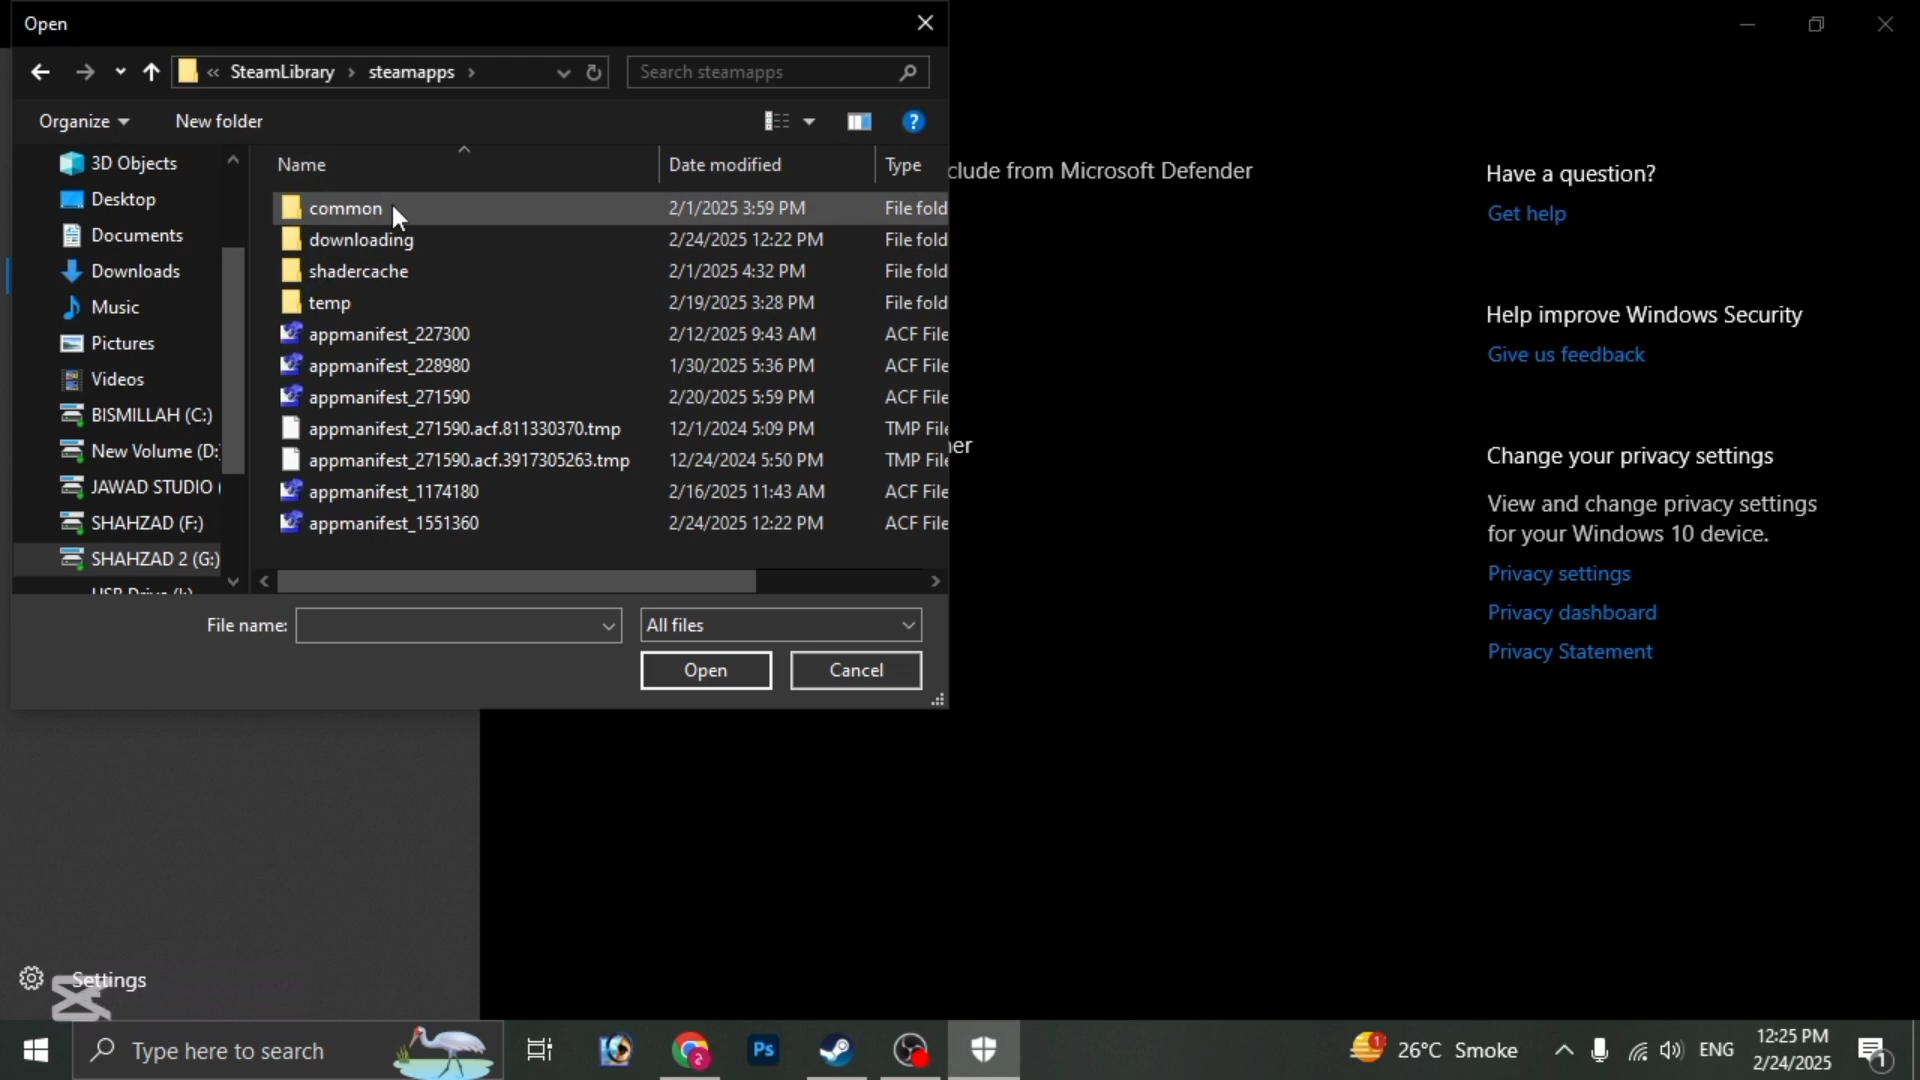 Open
« SteamLibrary › steamapps ›
Search steamapps
Organize
New folder
?
Name
Date modified
Type
3D Objects
Desktop
Documents
Downloads
Music
Pictures
Videos
BISMILLAH (C:)
New Volume (D:
JAWAD STUDIO (
SHAHZAD (F:)
SHAHZAD 2 (G:)
common 2/1/2025 3:59 PM File fold
downloading 2/24/2025 12:22 PM File fold
shadercache 2/1/2025 4:32 PM File fold
temp 2/19/2025 3:28 PM File fold
appmanifest_227300 2/12/2025 9:43 AM ACF File
appmanifest_228980 1/30/2025 5:36 PM ACF File
appmanifest_271590 2/20/2025 5:59 PM ACF File
appmanifest_271590.acf.811330370.tmp 12/1/2024 5:09 PM TMP File
appmanifest_271590.acf.3917305263.tmp 12/24/2024 5:50 PM TMP File
appmanifest_1174180 2/16/2025 11:43 AM ACF File
appmanifest_1551360 2/24/2025 12:22 PM ACF File
File name:
All files
Open
Cancel
clude from Microsoft Defender
er
Have a question?
Get help
Help improve Windows Security
Give us feedback
Change your privacy settings
View and change privacy settings
for your Windows 10 device.
Privacy settings
Privacy dashboard
Privacy Statement
Settings
Type here to search
2
Ps
1
26°C Smoke
ENG
12:25 PM
2/24/2025
1